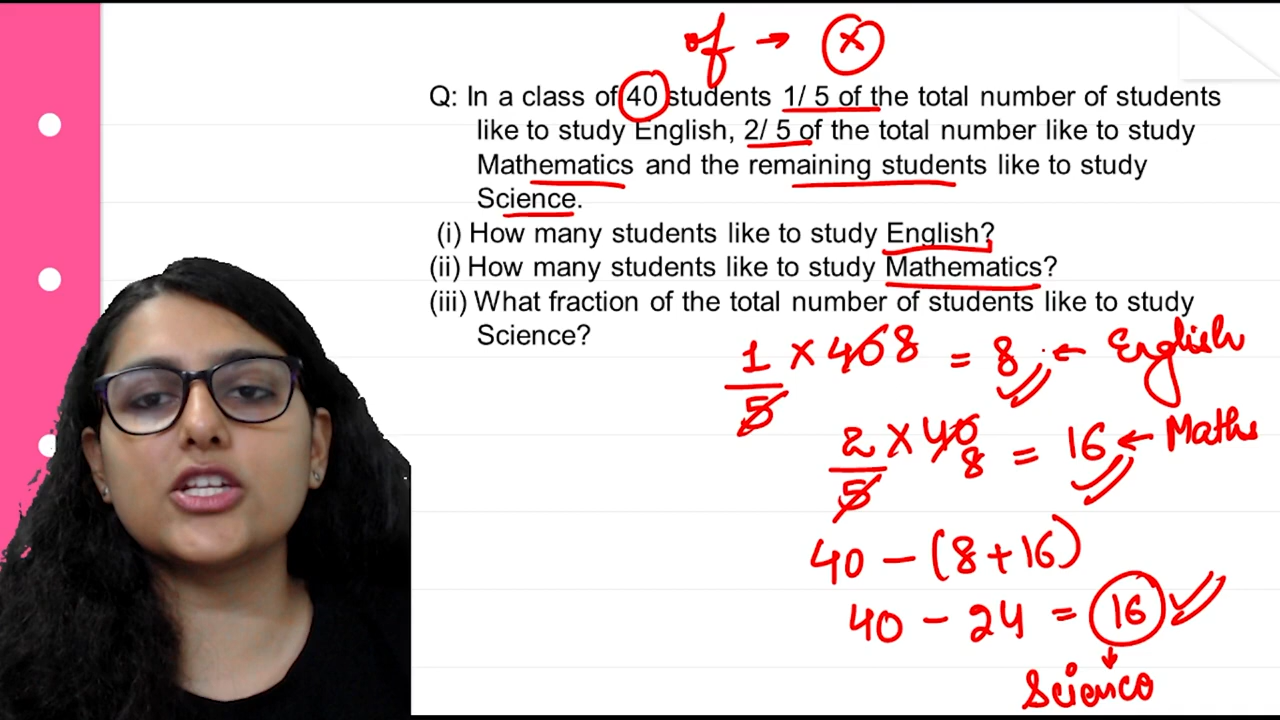 of → ×
Q: In a class of 40 students 1/ 5 of the total number of students
like to study English, 2/ 5 of the total number like to study
Mathematics and the remaining students like to study
Science.
(i) How many students like to study English?
(ii) How many students like to study Mathematics?
(iii) What fraction of the total number of students like to study
Science?
1/5 × 40 8 = 8 ← English
2/5 × 40 8 = 16 ← Maths
40 – (8+16)
40 – 24 = 16
↓
Science